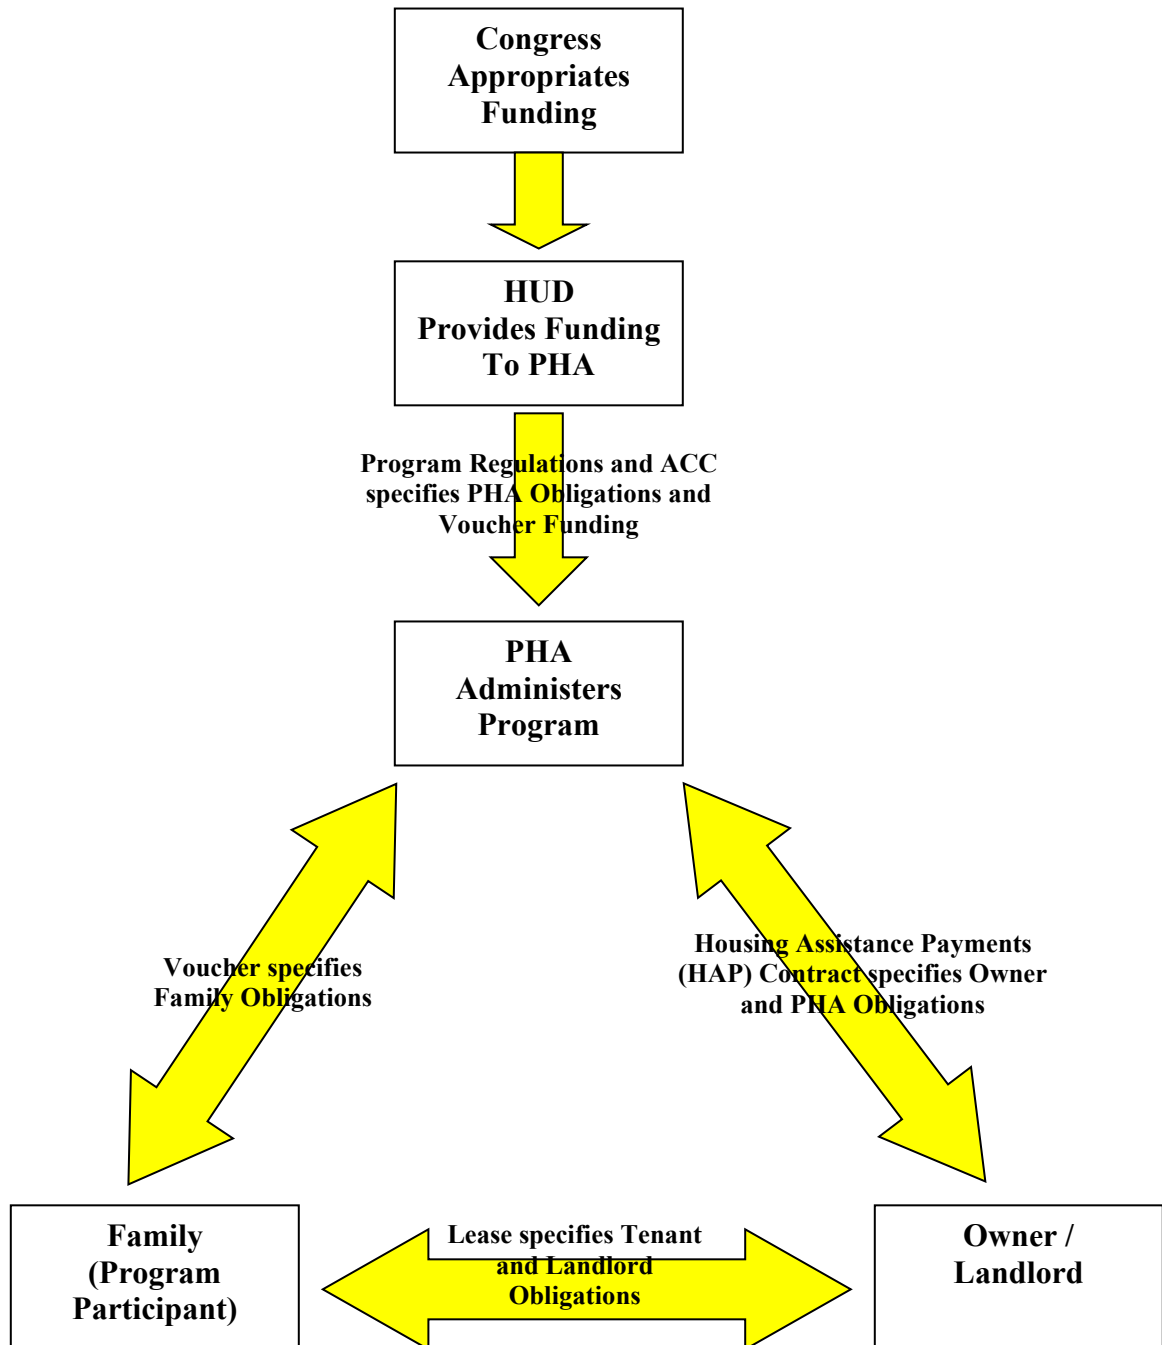 Congress
Appropriates
Funding
HUD
Provides Funding
To PHA
Program Regulations and ACC
specifies PHA Obligations and
Voucher Funding
PHA
Administers
Program
Voucher specifies
Family Obligations
Housing Assistance Payments
(HAP) Contract specifies Owner
and PHA Obligations
Family
(Program
Participant)
Lease specifies Tenant
and Landlord
Obligations
Owner /
Landlord